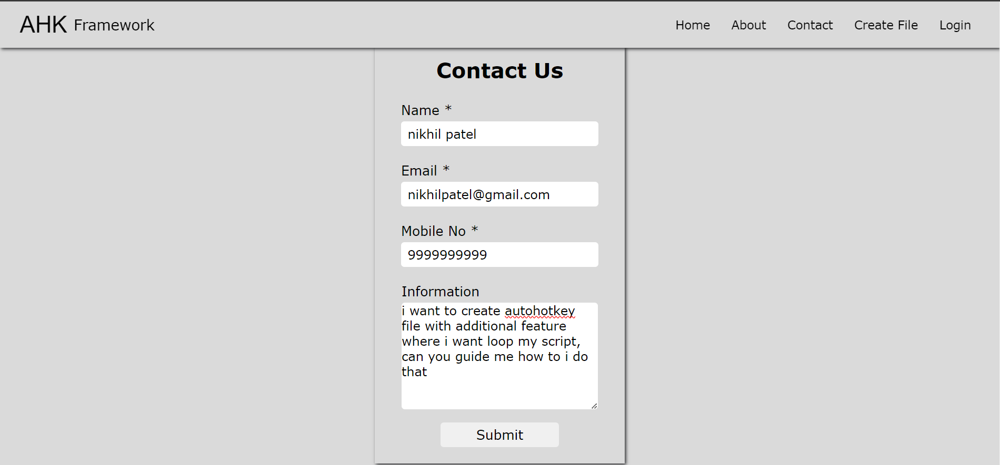 AHK Framework
Home About Contact Create File Login
Contact Us
Name *
nikhil patel
Email *
nikhilpatel@gmail.com
Mobile No *
9999999999
Information
i want to create autohotkey
file with additional feature
where i want loop my script,
can you guide me how to i do
that
Submit